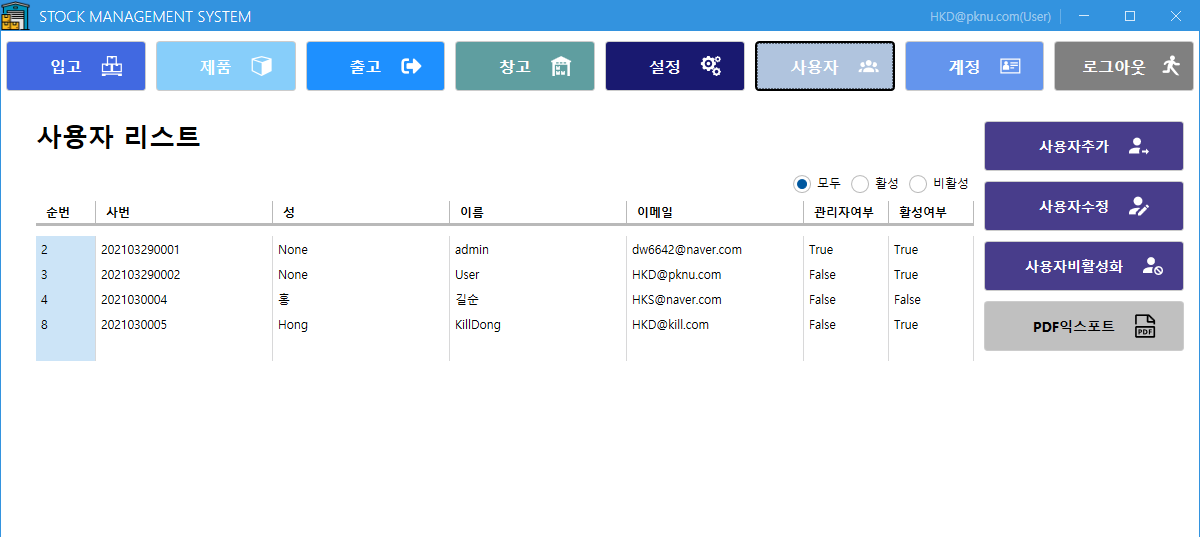 STOCK MANAGEMENT SYSTEM HKD@pknu.com(User)
입고 제품 출고 창고 설정 사용자 계정 로그아웃
사용자 리스트
모두 활성 비활성
순번 사번 성 이름 이메일 관리자여부 활성여부
2 202103290001 None admin dw6642@naver.com True True
3 202103290002 None User HKD@pknu.com False True
4 2021030004 홍 길순 HKS@naver.com False False
8 2021030005 Hong KillDong HKD@kill.com False True
사용자추가
사용자수정
사용자비활성화
PDF익스포트 PDF